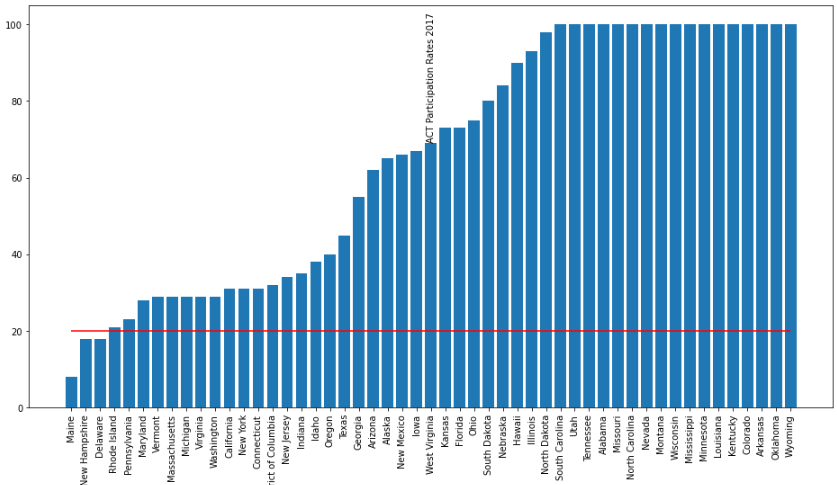 ACT Participation Rates 2017
100
80
60
40
20
0
Maine
New Hampshire
Delaware
Rhode Island
Pennsylvania
Maryland
Vermont
Massachusetts
Michigan
Virginia
Washington
California
New York
Connecticut
rict of Columbia
New Jersey
Indiana
Idaho
Oregon
Texas
Georgia
Arizona
Alaska
New Mexico
Iowa
West Virginia
Kansas
Florida
Ohio
South Dakota
Nebraska
Hawaii
Illinois
North Dakota
South Carolina
Utah
Tennessee
Alabama
Missouri
North Carolina
Nevada
Montana
Wisconsin
Mississippi
Minnesota
Louisiana
Kentucky
Colorado
Arkansas
Oklahoma
Wyoming